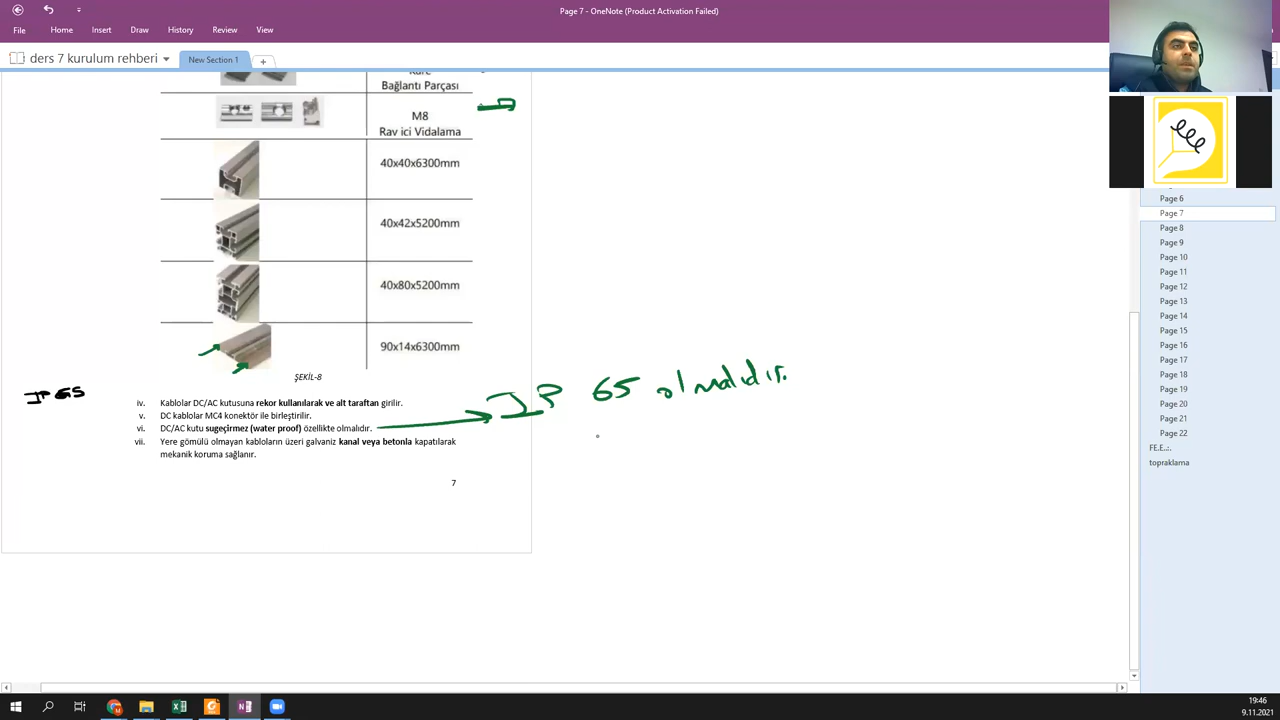 Page 7 - OneNote (Product Activation Failed)
File Home Insert Draw History Review View
ders 7 kurulum rehberi
New Section 1
Bağlantı Parçası
M8
Ray içi Vidalama
40x40x6300mm
40x42x5200mm
40x80x5200mm
90x14x6300mm
ŞEKİL-8
IP 65
iv. Kablolar DC/AC kutusuna rekor kullanılarak ve alt taraftan girilir.
v. DC kablolar MC4 konektör ile birleştirilir.
vi. DC/AC kutu sugeçirmez (water proof) özellikte olmalıdır.
IP 65 olmalıdır.
vii. Yere gömülü olmayan kabloların üzeri galvaniz kanal veya betonla kapatılarak
mekanik koruma sağlanır.
7
Page 6
Page 7
Page 8
Page 9
Page 10
Page 11
Page 12
Page 13
Page 14
Page 15
Page 16
Page 17
Page 18
Page 19
Page 20
Page 21
Page 22
FE.E..:.
topraklama
19:46
9.11.2021